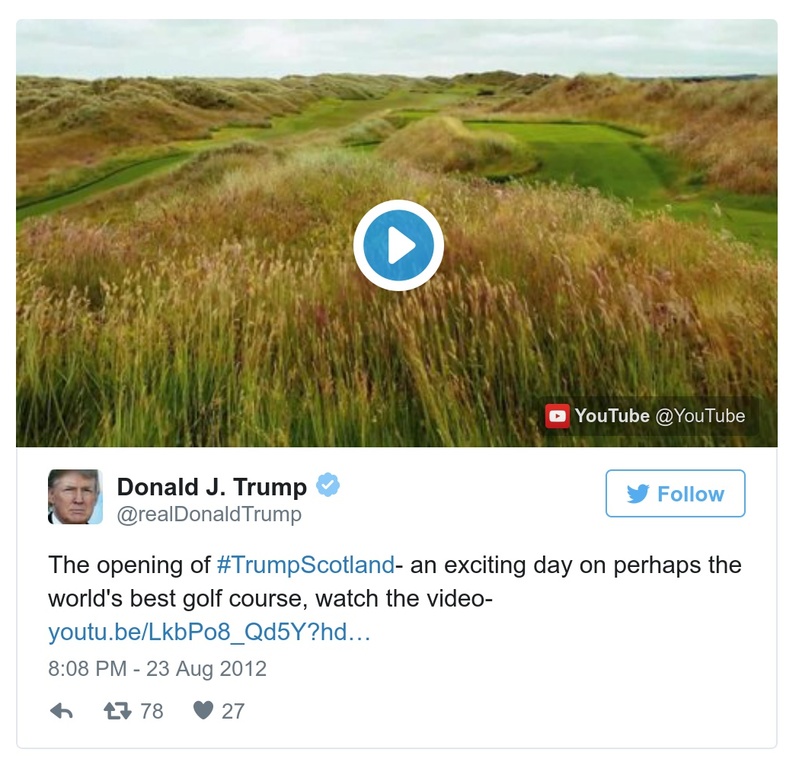 YouTube @YouTube
Donald J. Trump
@realDonaldTrump
Follow
The opening of #TrumpScotland- an exciting day on perhaps the
world's best golf course, watch the video-
youtu.be/LkbPo8_Qd5Y?hd…
8:08 PM - 23 Aug 2012
78 27